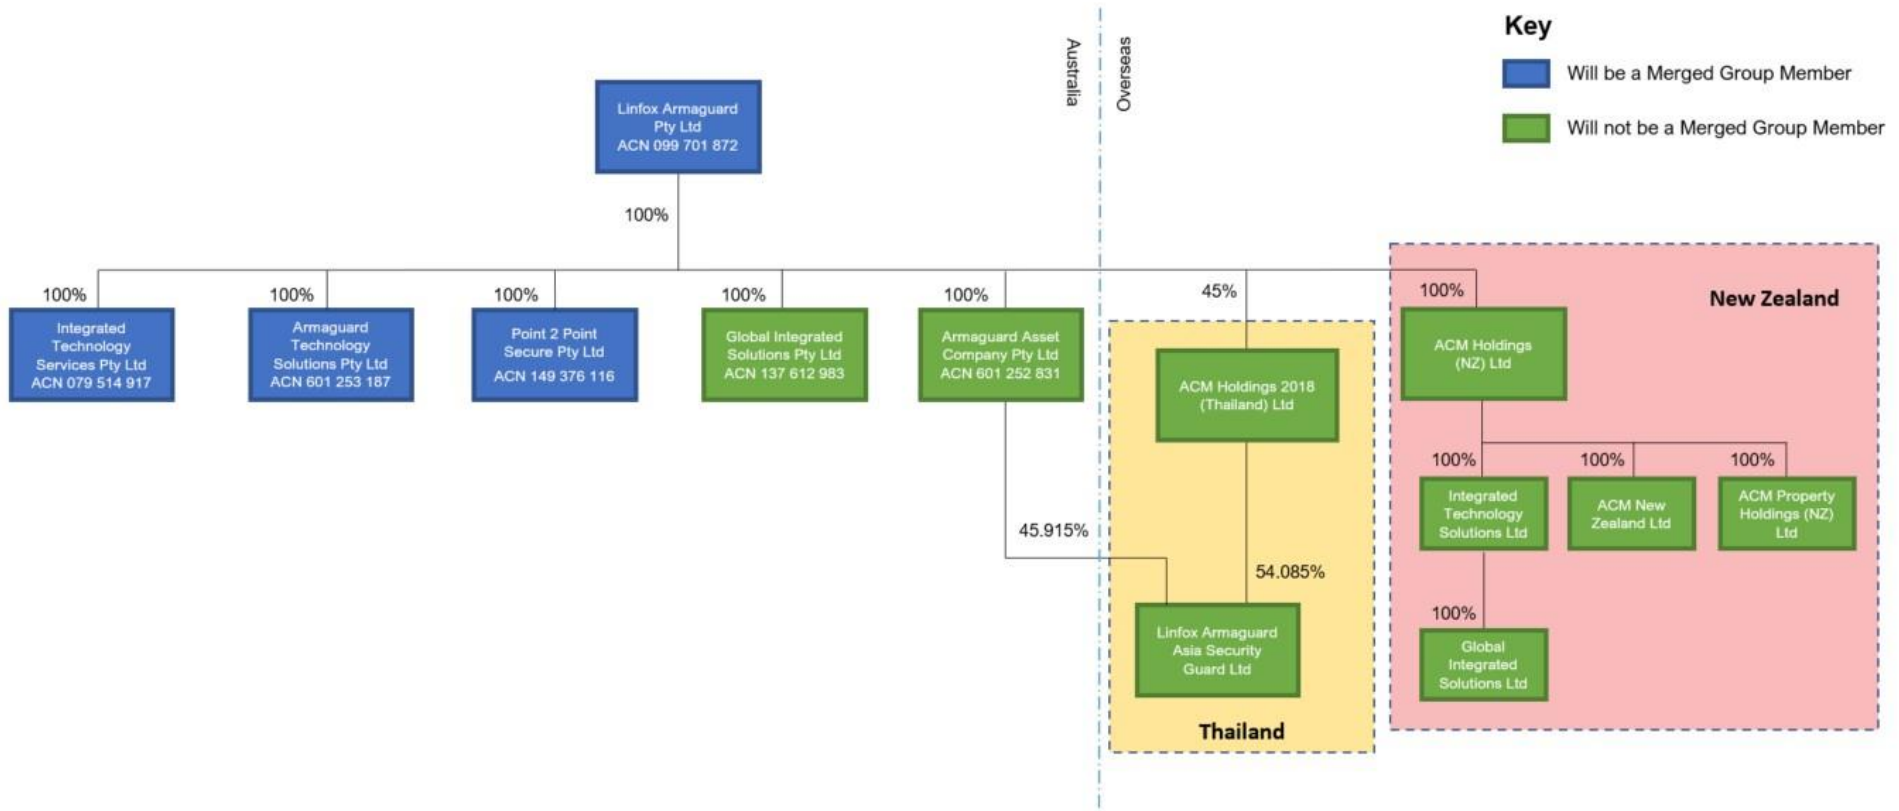 Key
Will be a Merged Group Member
Will not be a Merged Group Member
Australia
Overseas
Linfox Armaguard
Pty Ltd
ACN 099 701 872
100%
100%
Integrated
Technology
Services Pty Ltd
ACN 079 514 917
100%
Armaguard
Technology
Solutions Pty Ltd
ACN 601 253 187
100%
Point 2 Point
Secure Pty Ltd
ACN 149 376 116
100%
Global Integrated
Solutions Pty Ltd
ACN 137 612 983
100%
Armaguard Asset
Company Pty Ltd
ACN 601 252 831
45.915%
45%
ACM Holdings 2018
(Thailand) Ltd
54.085%
Linfox Armaguard
Asia Security
Guard Ltd
Thailand
New Zealand
100%
ACM Holdings
(NZ) Ltd
100%
Integrated
Technology
Solutions Ltd
100%
ACM New
Zealand Ltd
100%
ACM Property
Holdings (NZ)
Ltd
100%
Global
Integrated
Solutions Ltd